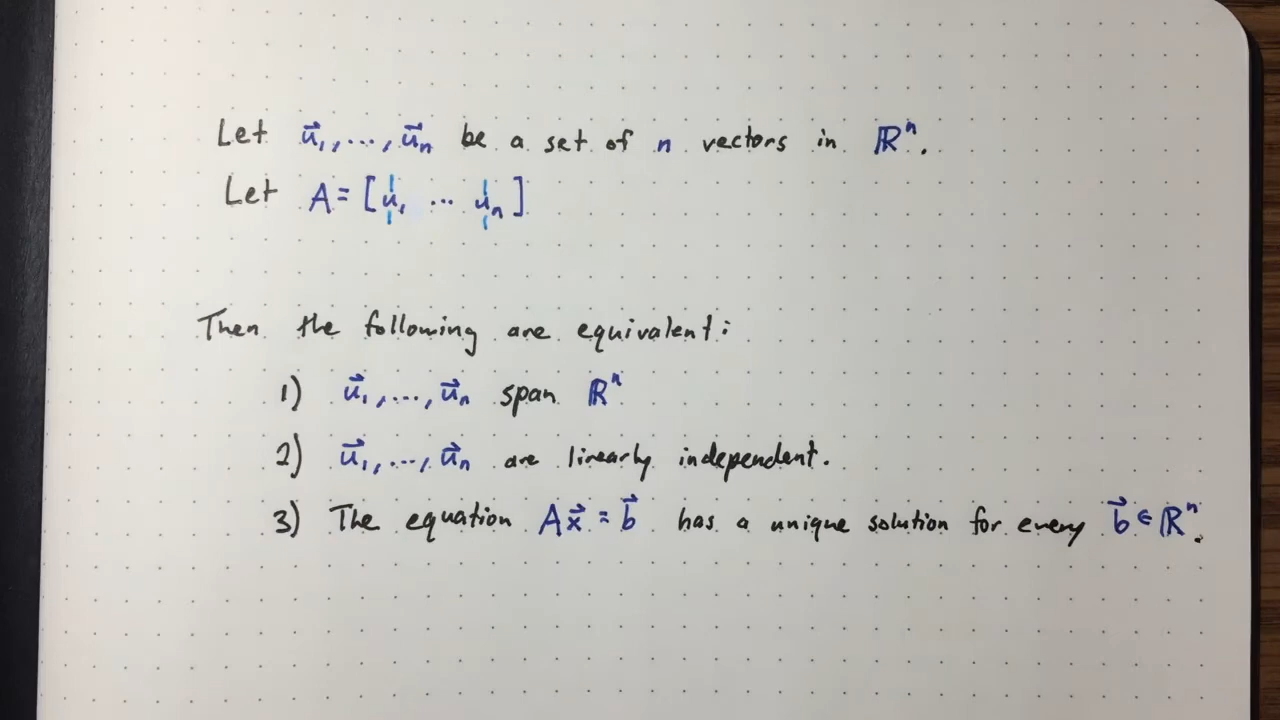 Let u⃗₁,...,u⃗ₙ be a set of n vectors in ℝⁿ.
Let A = [u₁ ... uₙ]
Then the following are equivalent:
1) u⃗₁,...,u⃗ₙ span ℝⁿ
2) u⃗₁,...,u⃗ₙ are linearly independent.
3) The equation Ax⃗ = b⃗ has a unique solution for every b⃗ ∈ ℝⁿ.